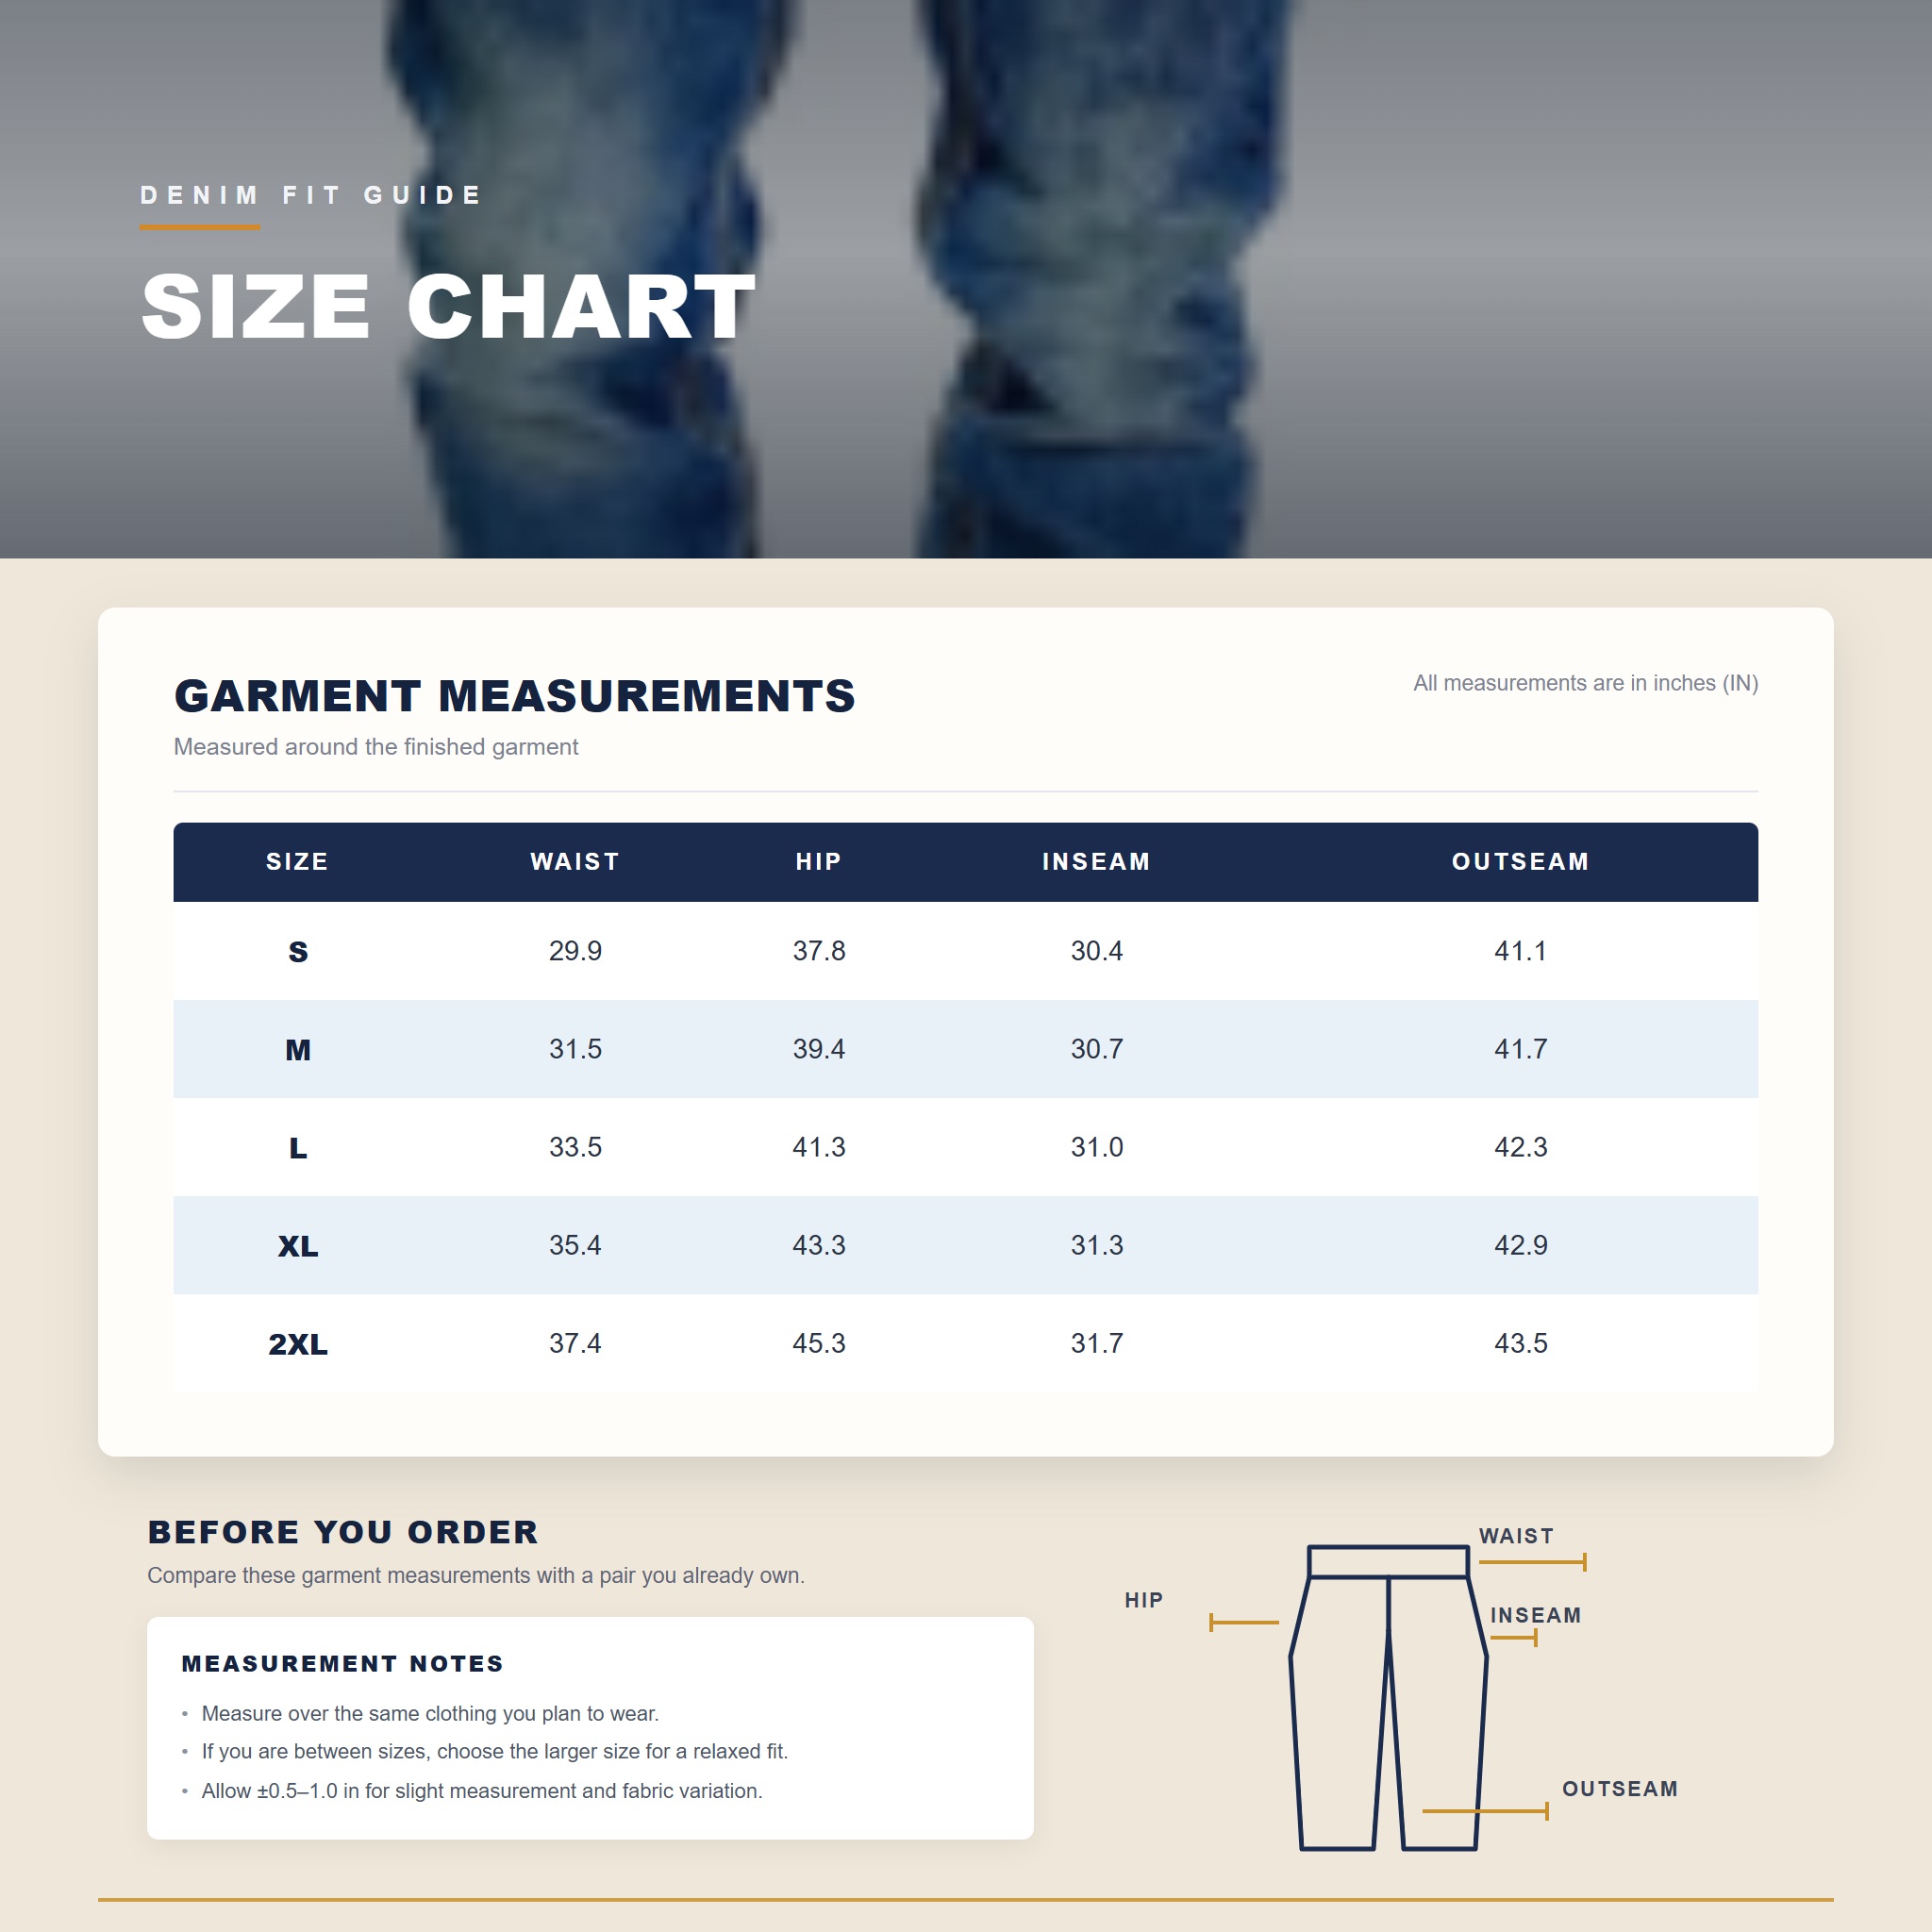 DENIM FIT GUIDE
SIZE CHART
GARMENT MEASUREMENTS
All measurements are in inches (IN)
Measured around the finished garment
SIZE WAIST HIP INSEAM OUTSEAM
S 29.9 37.8 30.4 41.1
M 31.5 39.4 30.7 41.7
L 33.5 41.3 31.0 42.3
XL 35.4 43.3 31.3 42.9
2XL 37.4 45.3 31.7 43.5
BEFORE YOU ORDER
Compare these garment measurements with a pair you already own.
MEASUREMENT NOTES
• Measure over the same clothing you plan to wear.
• If you are between sizes, choose the larger size for a relaxed fit.
• Allow ±0.5–1.0 in for slight measurement and fabric variation.
WAIST
HIP
INSEAM
OUTSEAM